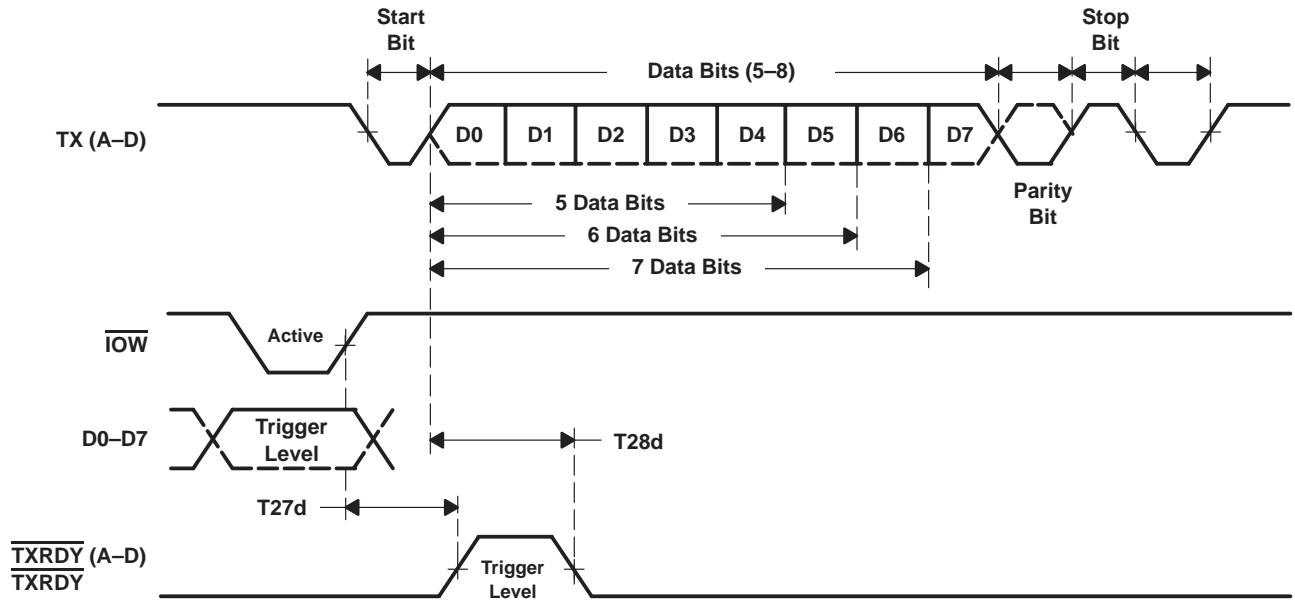 Start
Bit
Stop
Bit
Data Bits (5–8)
TX (A–D)
D0 D1 D2 D3 D4 D5 D6 D7
Parity
Bit
5 Data Bits
6 Data Bits
7 Data Bits
IOW
Active
D0–D7
Trigger
Level
T28d
T27d
TXRDY (A–D)
TXRDY
Trigger
Level